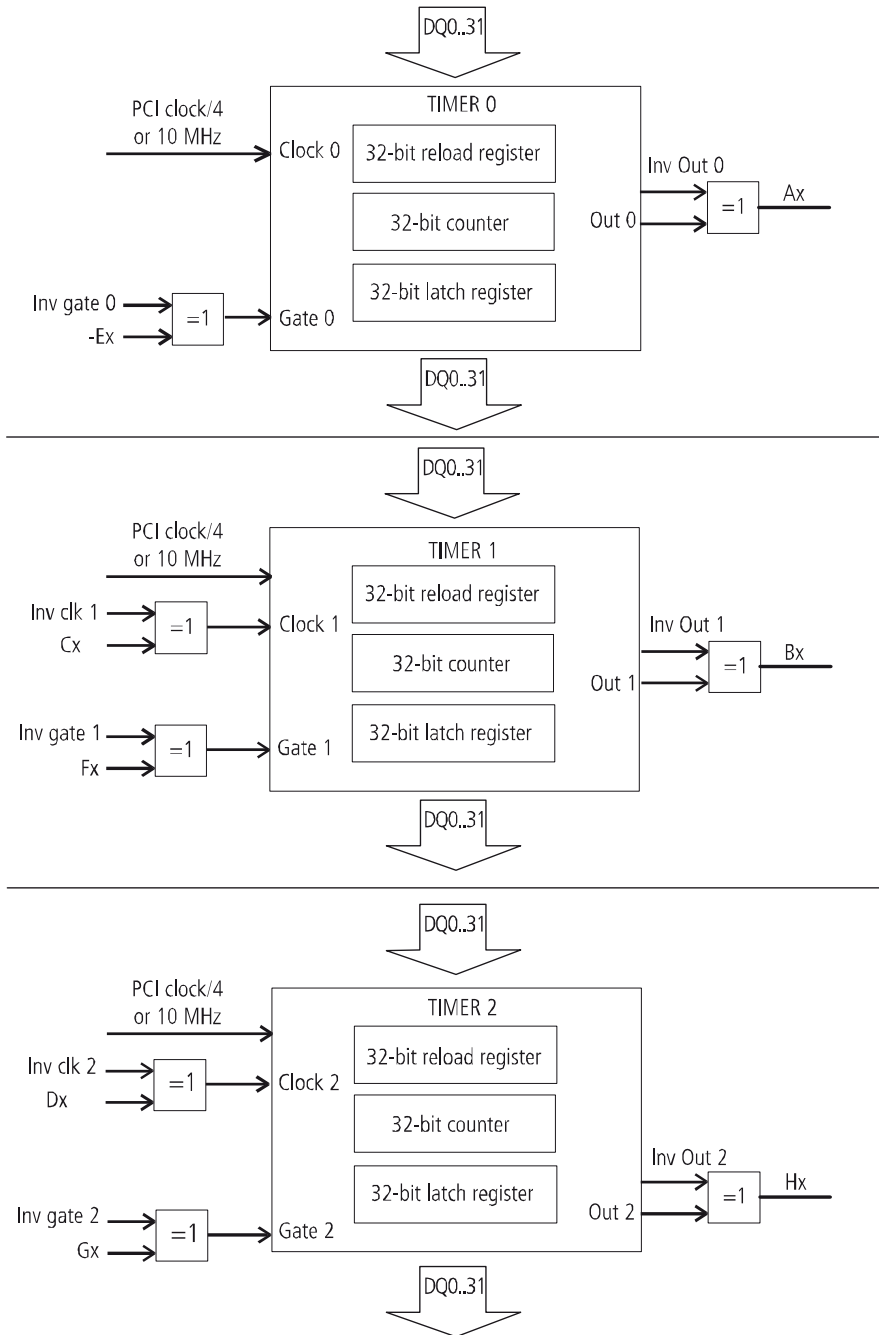 DQ0..31
TIMER 0
PCI clock/4
or 10 MHz
Clock 0
32-bit reload register
Inv Out 0
Ax
=1
32-bit counter
Out 0
32-bit latch register
Inv gate 0
=1
-Ex
Gate 0
DQ0..31
DQ0..31
PCI clock/4
or 10 MHz
TIMER 1
32-bit reload register
Inv clk 1
=1
Cx
Clock 1
32-bit counter
Inv Out 1
Bx
=1
Out 1
Inv gate 1
=1
Fx
Gate 1
32-bit latch register
DQ0..31
DQ0..31
PCI clock/4
or 10 MHz
TIMER 2
32-bit reload register
Inv clk 2
=1
Dx
Clock 2
32-bit counter
Inv Out 2
Hx
=1
Out 2
32-bit latch register
Inv gate 2
=1
Gx
Gate 2
DQ0..31